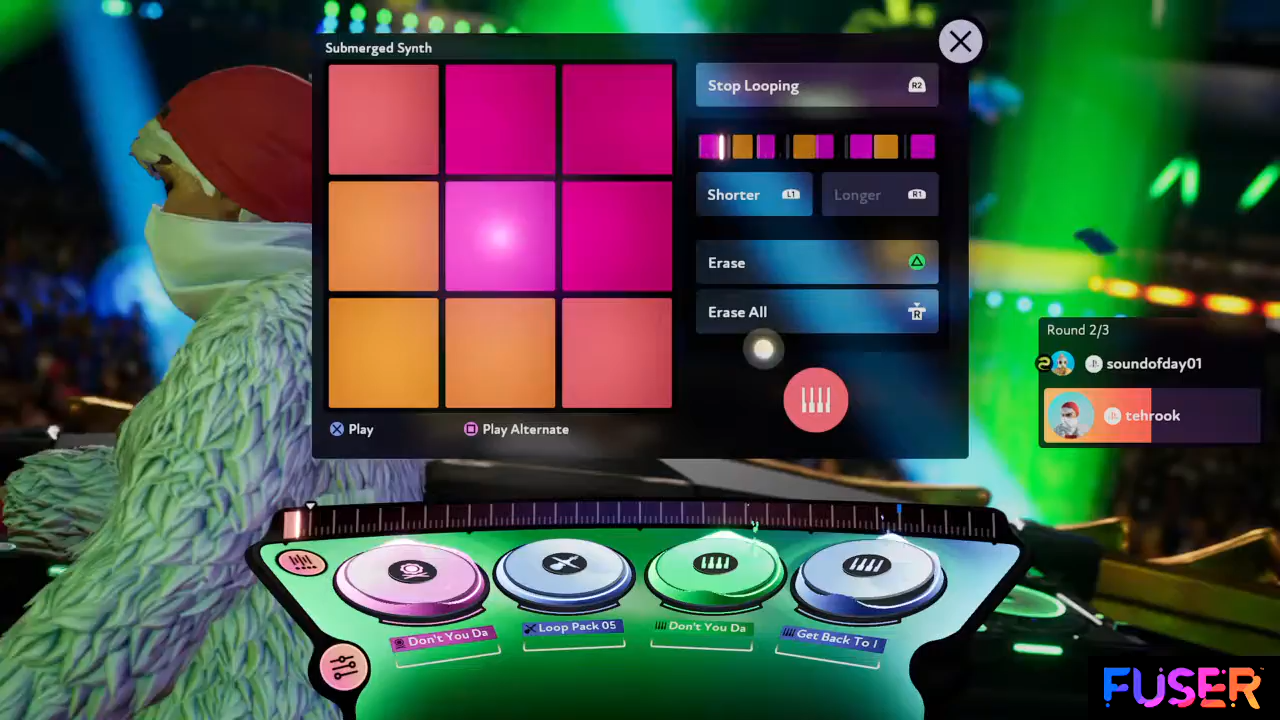 Submerged Synth
Stop Looping R2
Shorter L1 Longer R1
Erase
Erase All R
Play Play Alternate
Round 2/3
soundofday01
tehrook
Don't You Da
Loop Pack 05
Don't You Da
Get Back To I
FUSER